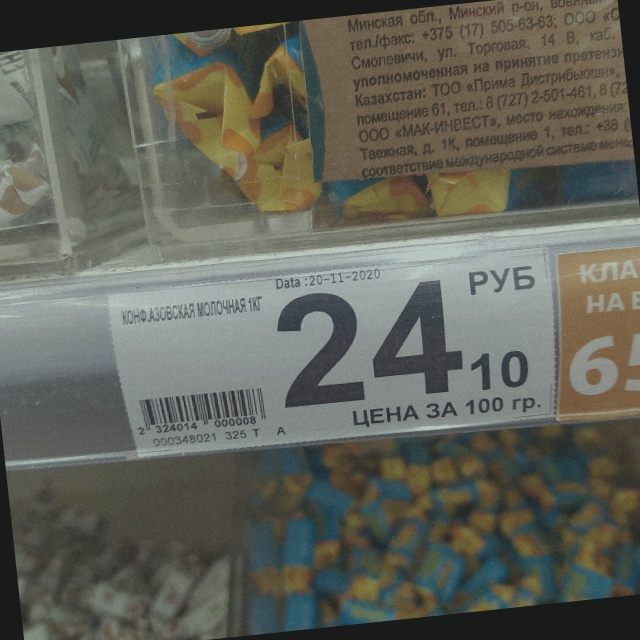 Минская обл., Минский р-он,
тел./факс: +375 (17) 505-63-63; ООО
Смолевичи, ул. Торговая, 14 В, каб.
уполномоченная на принятие претензи
Казахстан: ТОО «Прима Дистрибьюшн»,
помещение 61, тел.: 8 (727) 2-501-461, 8 (72
ООО «МАК-ИНВЕСТ», место нахождения
Таежная, д. 1К, помещение 1, тел.: +38
соответствие международной системе
Data :20-11-2020
КОНФ.АЗОВСКАЯ МОЛОЧНАЯ 1КГ
24 10 РУБ
ЦЕНА ЗА 100 гр.
2 324014 000008
000348021 325 Т А
КЛА
НА В
65